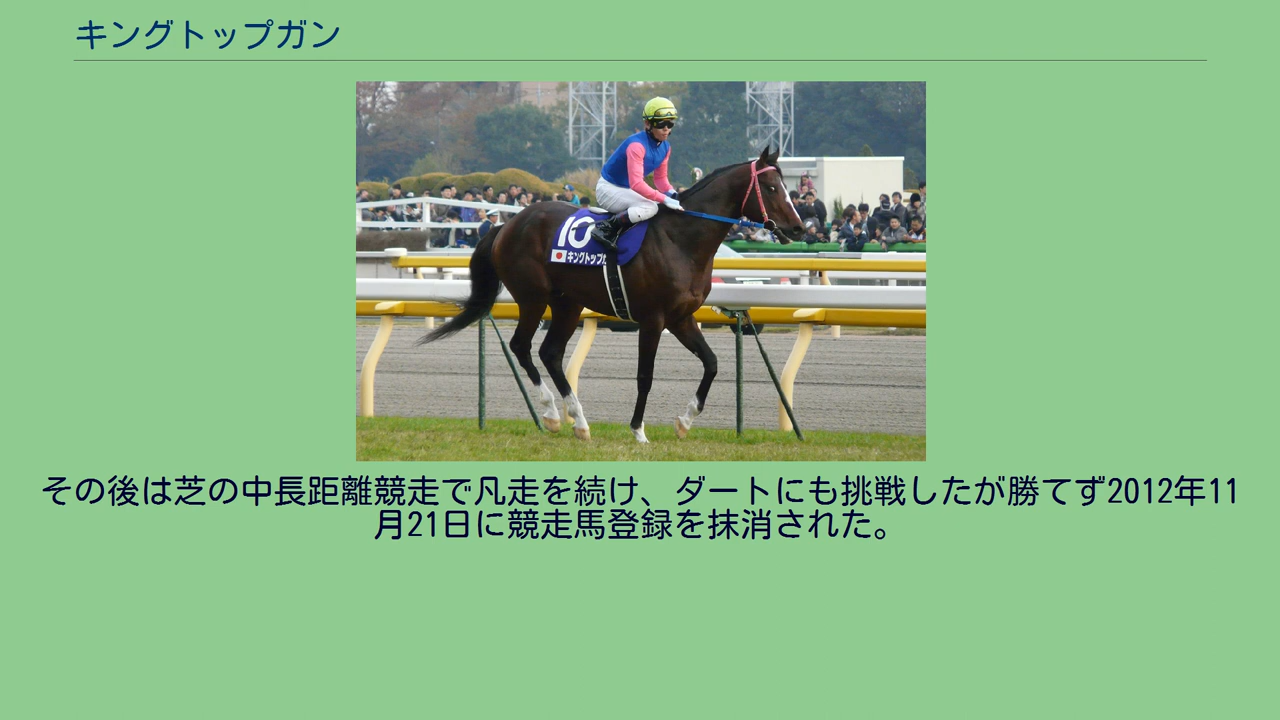 キングトップガン
10
キングトップガ
その後は芝の中長距離競走で凡走を続け、ダートにも挑戦したが勝てず2012年11
月21日に競走馬登録を抹消された。